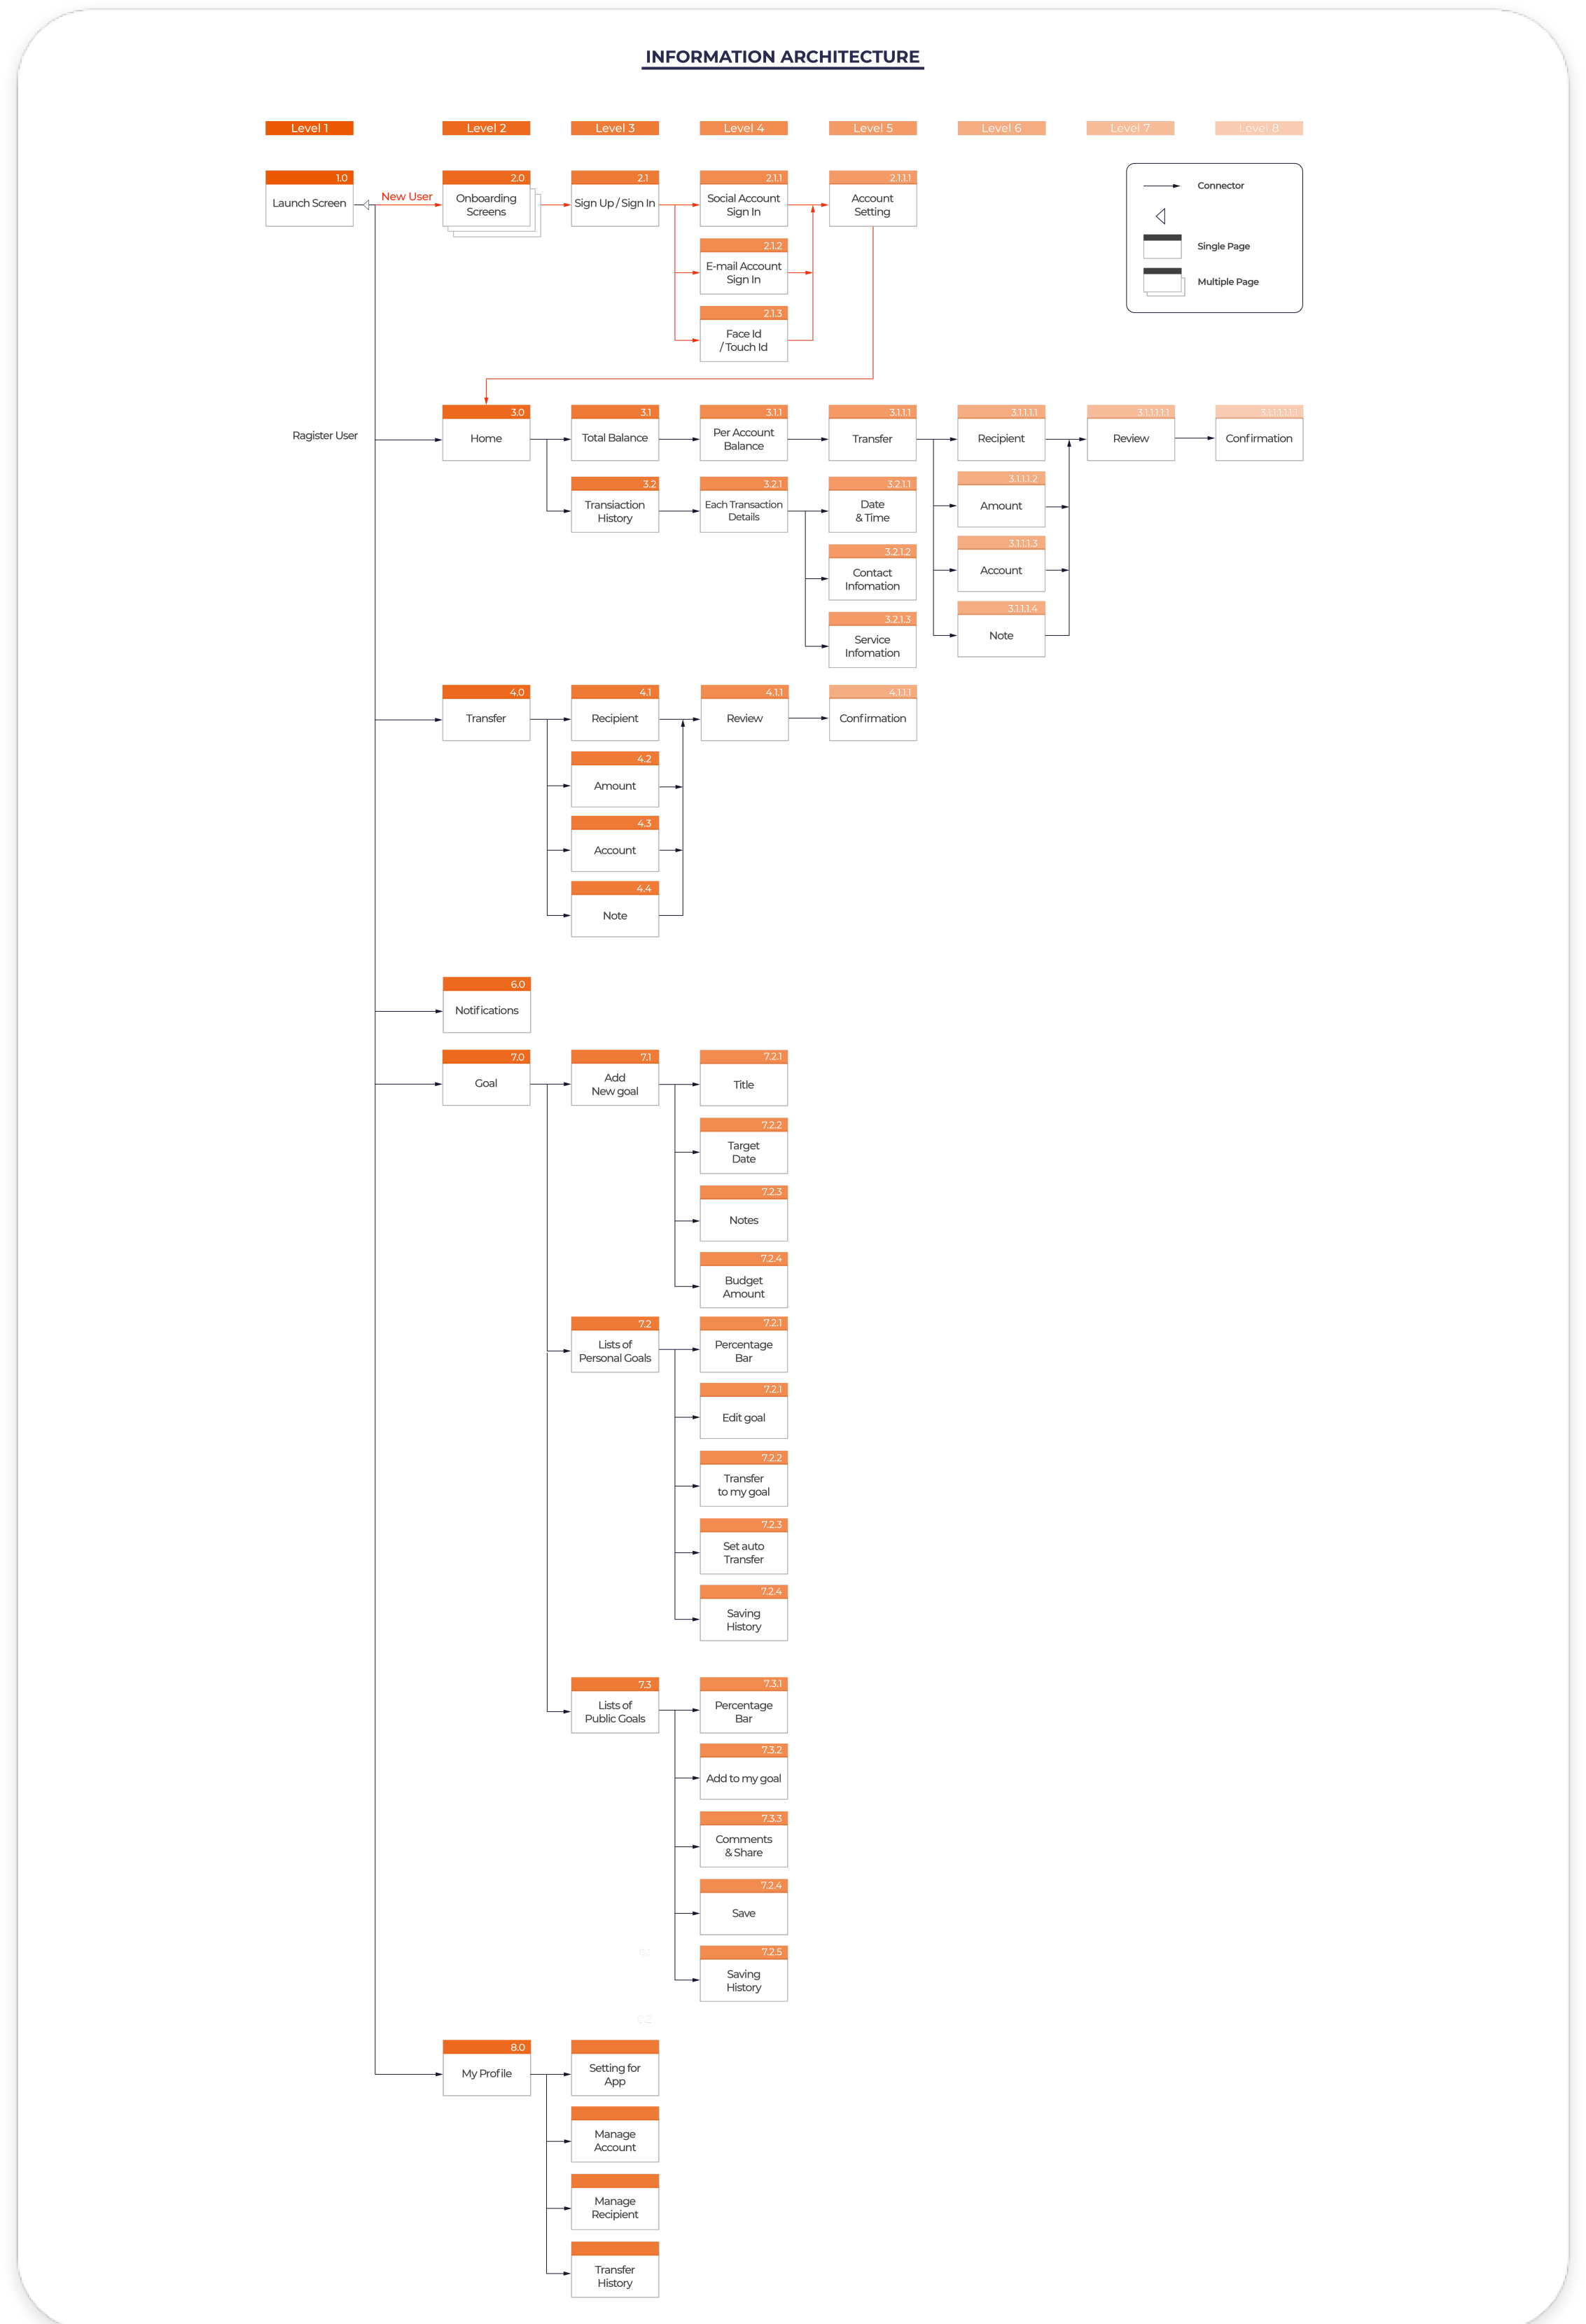 INFORMATION ARCHITECTURE
Level 1
Level 2
Level 3
Level 4
Level 5
Level 6
Level 7
Level 8
1.0
Launch Screen
New User
2.0
Onboarding
Screens
2.1
Sign Up / Sign In
2.1.1
Social Account
Sign In
2.1.1.1
Account
Setting
2.1.2
E-mail Account
Sign In
2.1.3
Face Id
/ Touch Id
Connector
Single Page
Multiple Page
Ragister User
3.0
Home
3.1
Total Balance
3.1.1
Per Account
Balance
3.1.1.1
Transfer
3.1.1.1.1
Recipient
3.1.1.1.1.1
Review
3.1.1.1.1.1.1
Confirmation
3.2
Transiaction
History
3.2.1
Each Transaction
Details
3.2.1.1
Date
& Time
3.1.1.1.2
Amount
3.2.1.2
Contact
Infomation
3.1.1.1.3
Account
3.2.1.3
Service
Infomation
3.1.1.1.4
Note
4.0
Transfer
4.1
Recipient
4.1.1
Review
4.1.1.1
Confirmation
4.2
Amount
4.3
Account
4.4
Note
6.0
Notifications
7.0
Goal
7.1
Add
New goal
7.2.1
Title
7.2.2
Target
Date
7.2.3
Notes
7.2.4
Budget
Amount
7.2
Lists of
Personal Goals
7.2.1
Percentage
Bar
7.2.1
Edit goal
7.2.2
Transfer
to my goal
7.2.3
Set auto
Transfer
7.2.4
Saving
History
7.3
Lists of
Public Goals
7.3.1
Percentage
Bar
7.3.2
Add to my goal
7.3.3
Comments
& Share
7.2.4
Save
7.2.5
Saving
History
8.0
My Profile
Setting for
App
Manage
Account
Manage
Recipient
Transfer
History